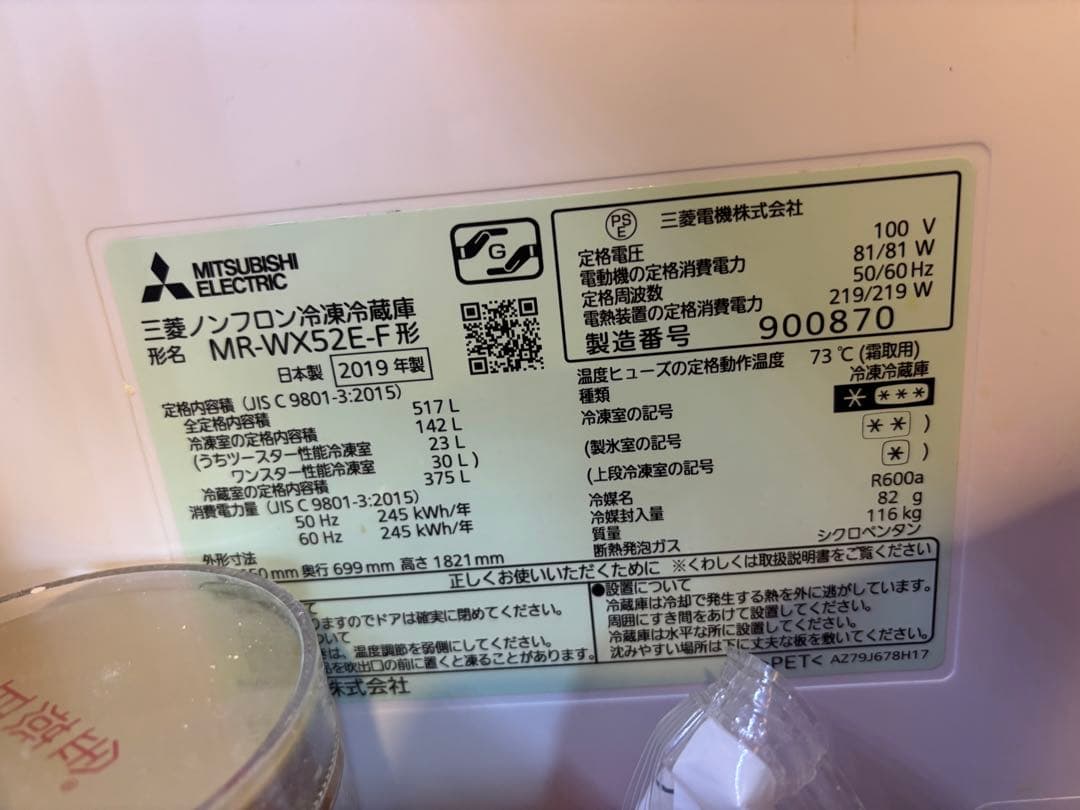 MITSUBISHI
ELECTRIC
G
三菱ノンフロン冷凍冷蔵庫
形名 MR-WX52E-F形
日本製 2019年製
定格内容積 (JIS C 9801-3:2015)
全定格内容積 517 L
冷凍室の定格内容積 142 L
(うちツースター性能冷凍室 23 L
ワンスター性能冷凍室 30 L)
冷蔵室の定格内容積 375 L
消費電力量 (JIS C 9801-3:2015)
50 Hz 245 kWh/年
60 Hz 245 kWh/年
外形寸法
50 mm 奥行 699 mm 高さ 1821 mm
PS
E
三菱電機株式会社
定格電圧 100 V
電動機の定格消費電力 81/81 W
定格周波数 50/60 Hz
電熱装置の定格消費電力 219/219 W
製造番号 900870
温度ヒューズの定格動作温度 73 ℃ (霜取用)
種類 冷凍冷蔵庫
冷凍室の記号 * ***
(製氷室の記号 ** )
(上段冷凍室の記号 * )
冷媒名 R600a
冷媒封入量 82 g
質量 116 kg
断熱発泡ガス シクロペンタン
正しくお使いいただくために ※くわしくは取扱説明書をご覧ください
て
りますのでドアは確実に閉めてください。
ついて
は、温度調節を弱側にしてください。
品を吹出口の前に置くと凍ることがあります。
●設置について
冷蔵庫は冷却で発生する熱を外に逃がしています。
周囲にすき間をあけて設置してください。
冷蔵庫は水平な所に設置してください。
沈みやすい場所は下に丈夫な板を敷いてください。
株式会社
PET< AZ79J678H17